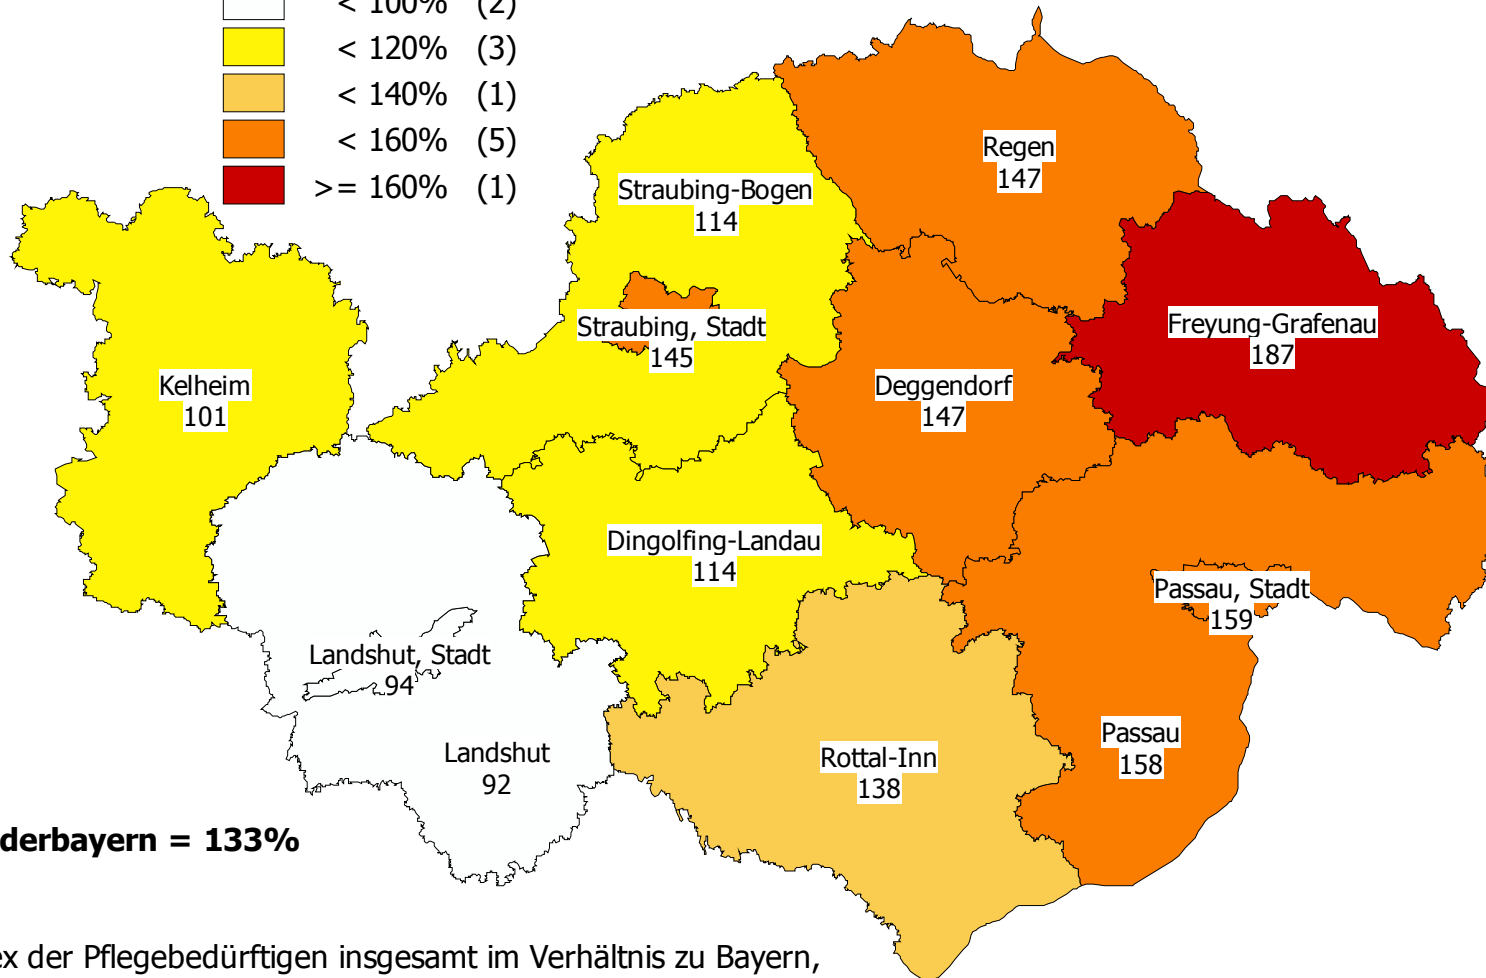 < 100% (2)
< 120% (3)
< 140% (1)
< 160% (5)
>= 160% (1)
Regen
147
Straubing-Bogen
114
Freyung-Grafenau
187
Straubing, Stadt
145
Kelheim
101
Deggendorf
147
Dingolfing-Landau
114
Passau, Stadt
159
Landshut, Stadt
94
Passau
158
Landshut
92
Rottal-Inn
138
derbayern = 133%
ex der Pflegebedürftigen insgesamt im Verhältnis zu Bayern,